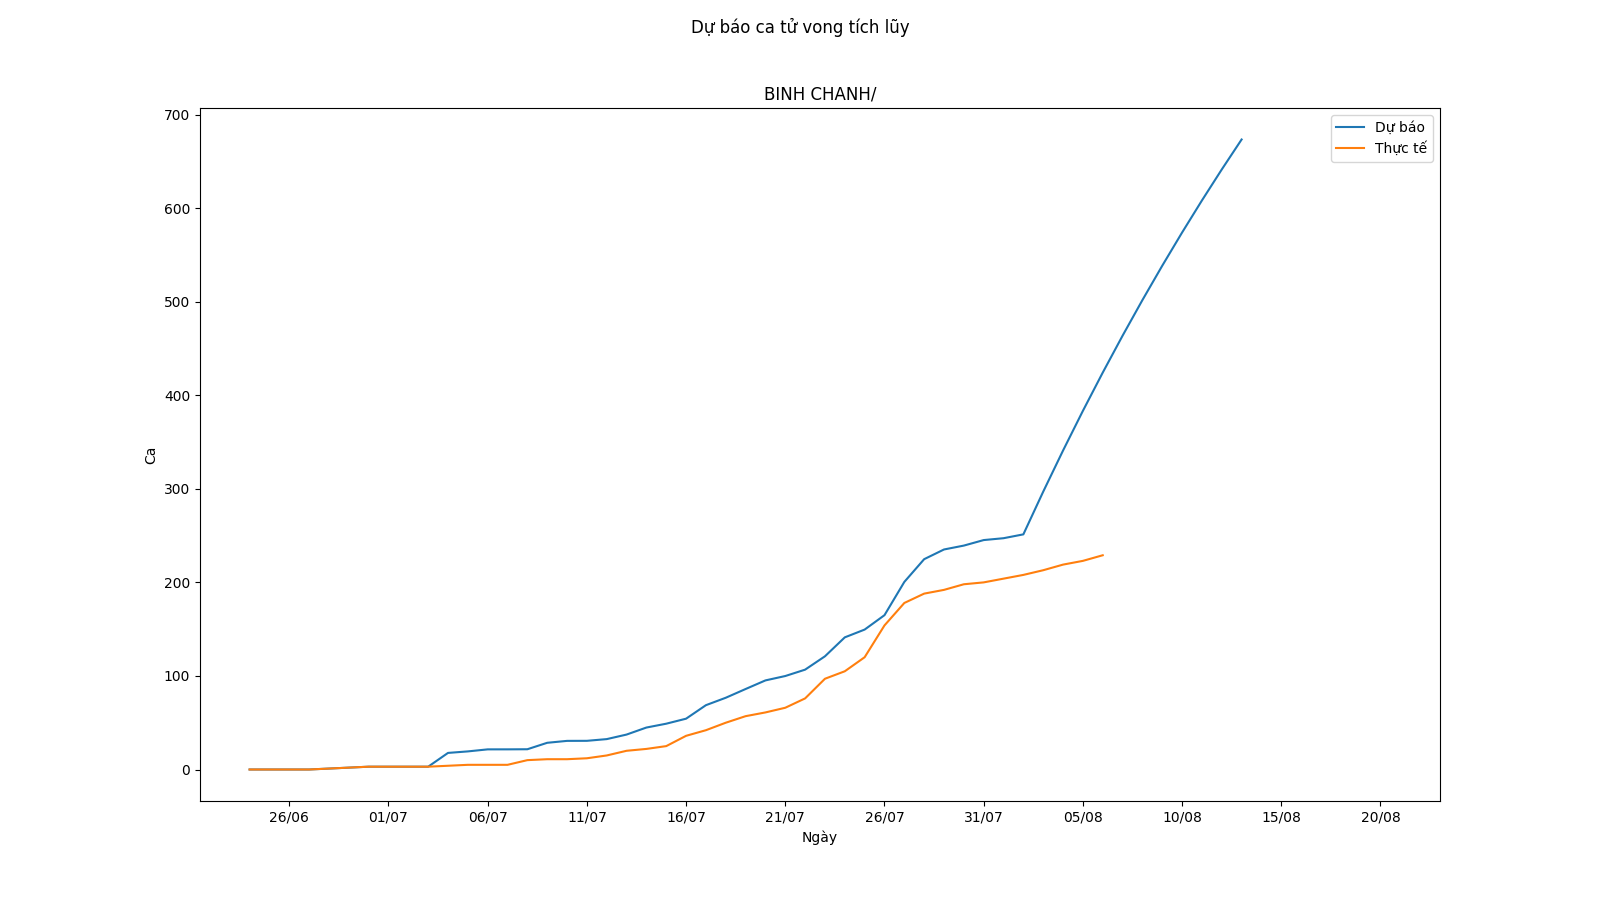 Dự báo ca tử vong tích lũy
BINH CHANH/
700
600
500
400
300
200
100
0
Ca
Dự báo
Thực tế
26/06 01/07 06/07 11/07 16/07 21/07 26/07 31/07 05/08 10/08 15/08 20/08
Ngày